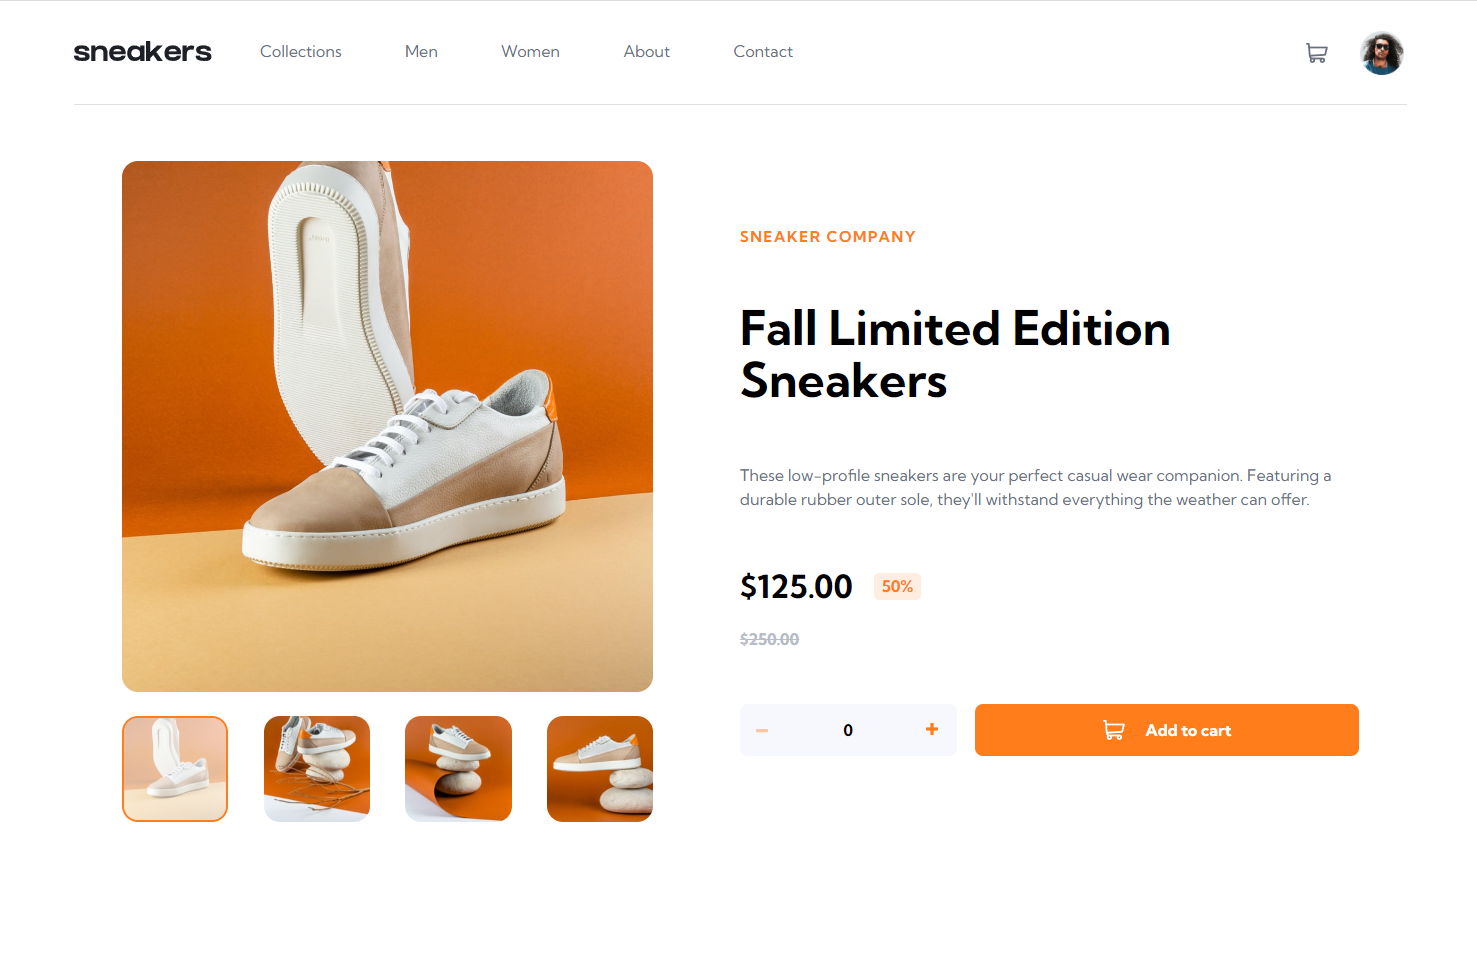 sneakers
Collections
Men
Women
About
Contact
SNEAKER COMPANY
Fall Limited Edition
Sneakers
These low-profile sneakers are your perfect casual wear companion. Featuring a
durable rubber outer sole, they'll withstand everything the weather can offer.
$125.00 50%
$250.00
0
Add to cart